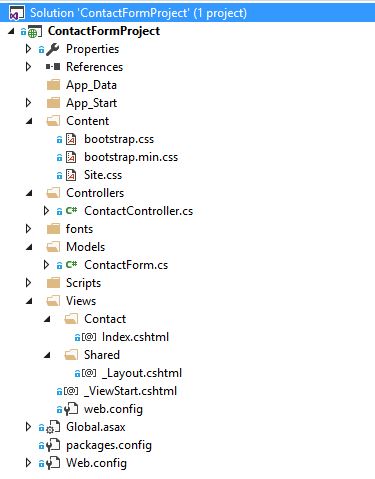 Solution 'ContactFormProject' (1 project)
ContactFormProject
Properties
References
App_Data
App_Start
Content
bootstrap.css
bootstrap.min.css
Site.css
Controllers
C# ContactController.cs
fonts
Models
C# ContactForm.cs
Scripts
Views
Contact
[@] Index.cshtml
Shared
[@] _Layout.cshtml
[@] _ViewStart.cshtml
web.config
Global.asax
packages.config
Web.config